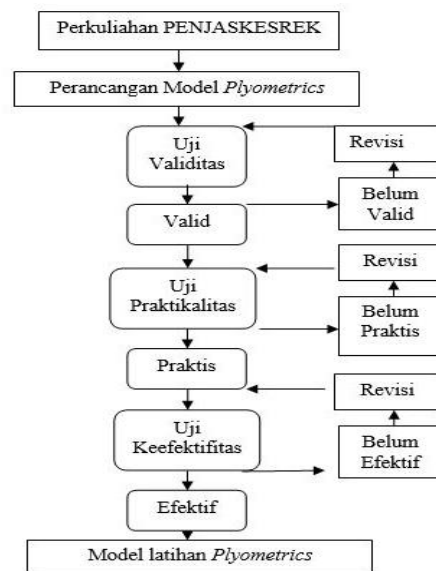 Perkuliahan PENJASKESREK
Perancangan Model Plyometrics
Uji
Validitas
Revisi
Belum
Valid
Valid
Revisi
Uji
Praktikalitas
Belum
Praktis
Praktis
Revisi
Uji
Keefektifitas
Belum
Efektif
Efektif
Model latihan Plyometrics